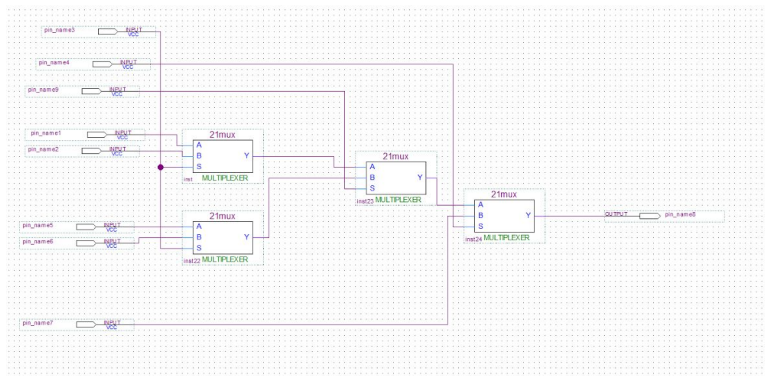 pin_name3 INPUT
VCC
pin_name4 INPUT
VCC
pin_name9 INPUT
VCC
pin_name1 INPUT
VCC
pin_name2 INPUT
VCC
21mux
A
B
S
Y
inst MULTIPLEXER
21mux
A
B
S
Y
inst23 MULTIPLEXER
21mux
A
B
S
Y
inst24 MULTIPLEXER
OUTPUT pin_name8
pin_name5 INPUT
VCC
pin_name6 INPUT
VCC
21mux
A
B
S
Y
inst22 MULTIPLEXER
pin_name7 INPUT
VCC